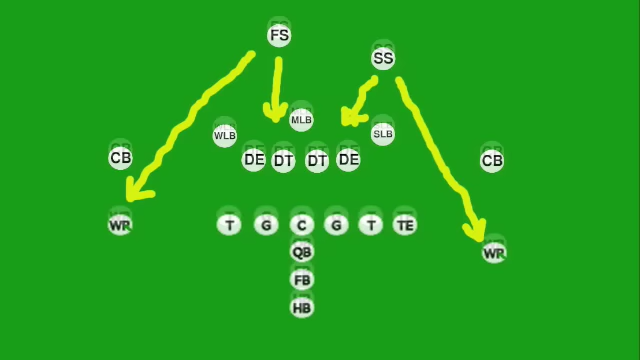 FS
SS
MLB
WLB
SLB
CB DE DT DT DE CB
WR T G C G T TE
QB WR
FB
HB